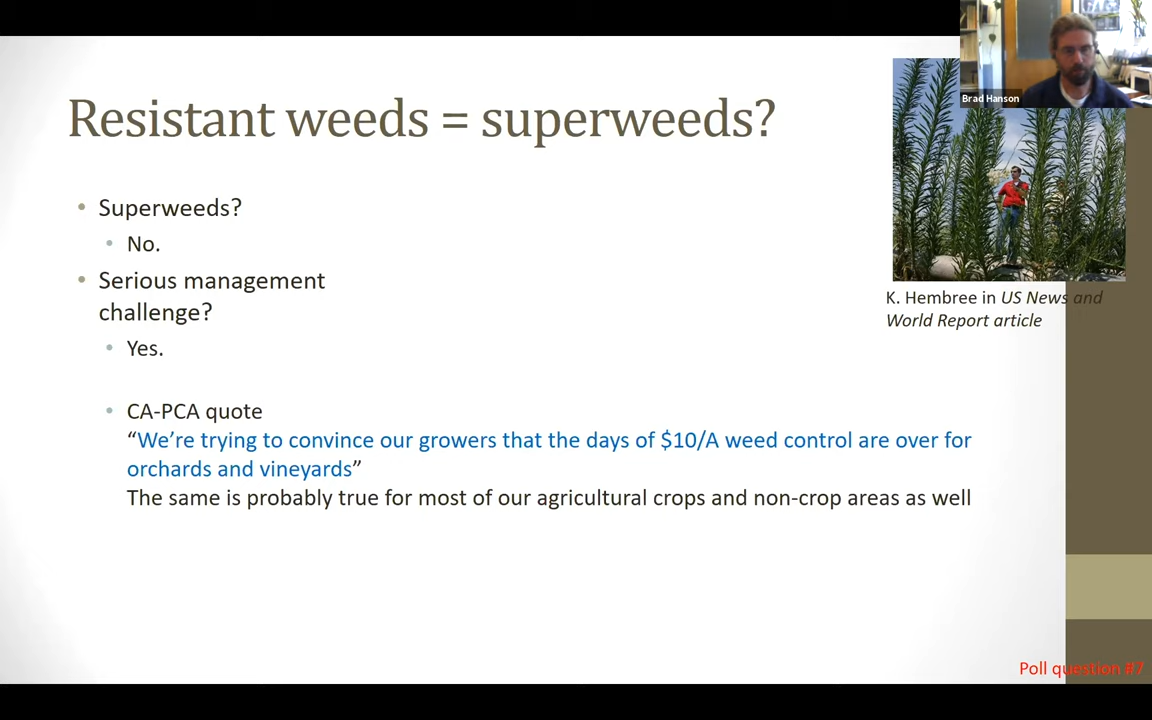 Brad Hanson
Resistant weeds = superweeds?
• Superweeds?
• No.
• Serious management
challenge?
• Yes.
• CA-PCA quote
“We’re trying to convince our growers that the days of $10/A weed control are over for
orchards and vineyards”
The same is probably true for most of our agricultural crops and non-crop areas as well
K. Hembree in US News and
World Report article
Poll question #7